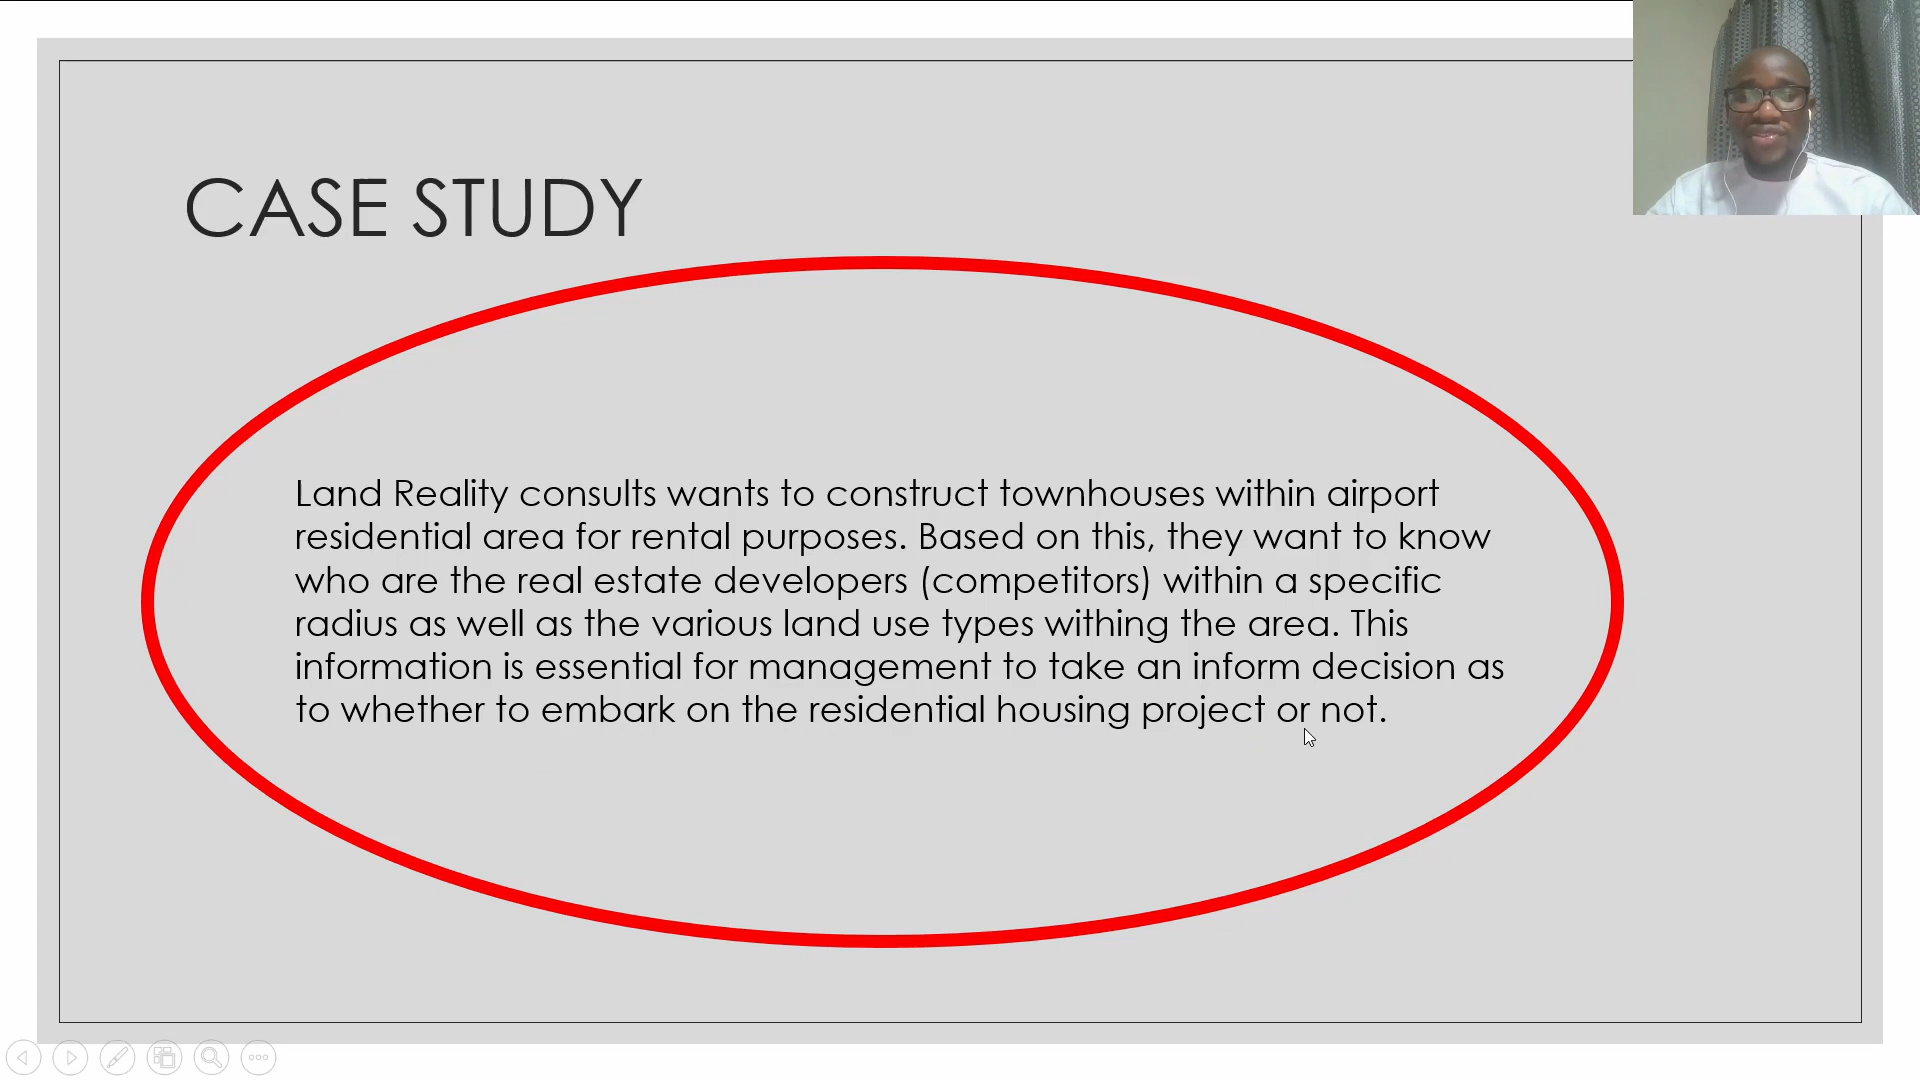 CASE STUDY
Land Reality consults wants to construct townhouses within airport
residential area for rental purposes. Based on this, they want to know
who are the real estate developers (competitors) within a specific
radius as well as the various land use types withing the area. This
information is essential for management to take an inform decision as
to whether to embark on the residential housing project or not.